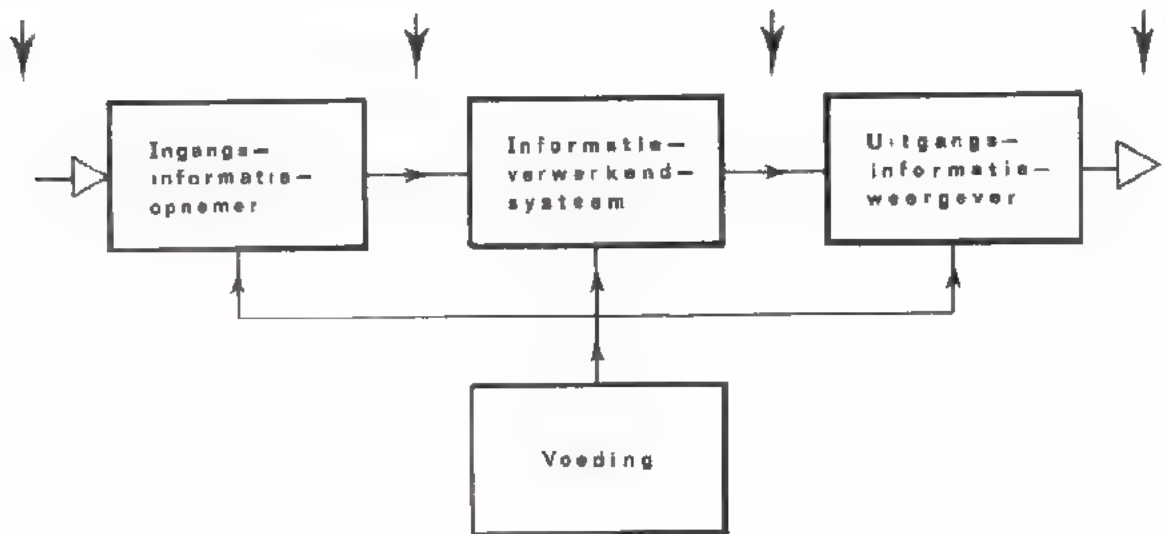 Ingangs-
informatie-
opnemer
Informatie-
verwerkend-
systeem
Uitgangs-
informatie-
weergever
Voeding